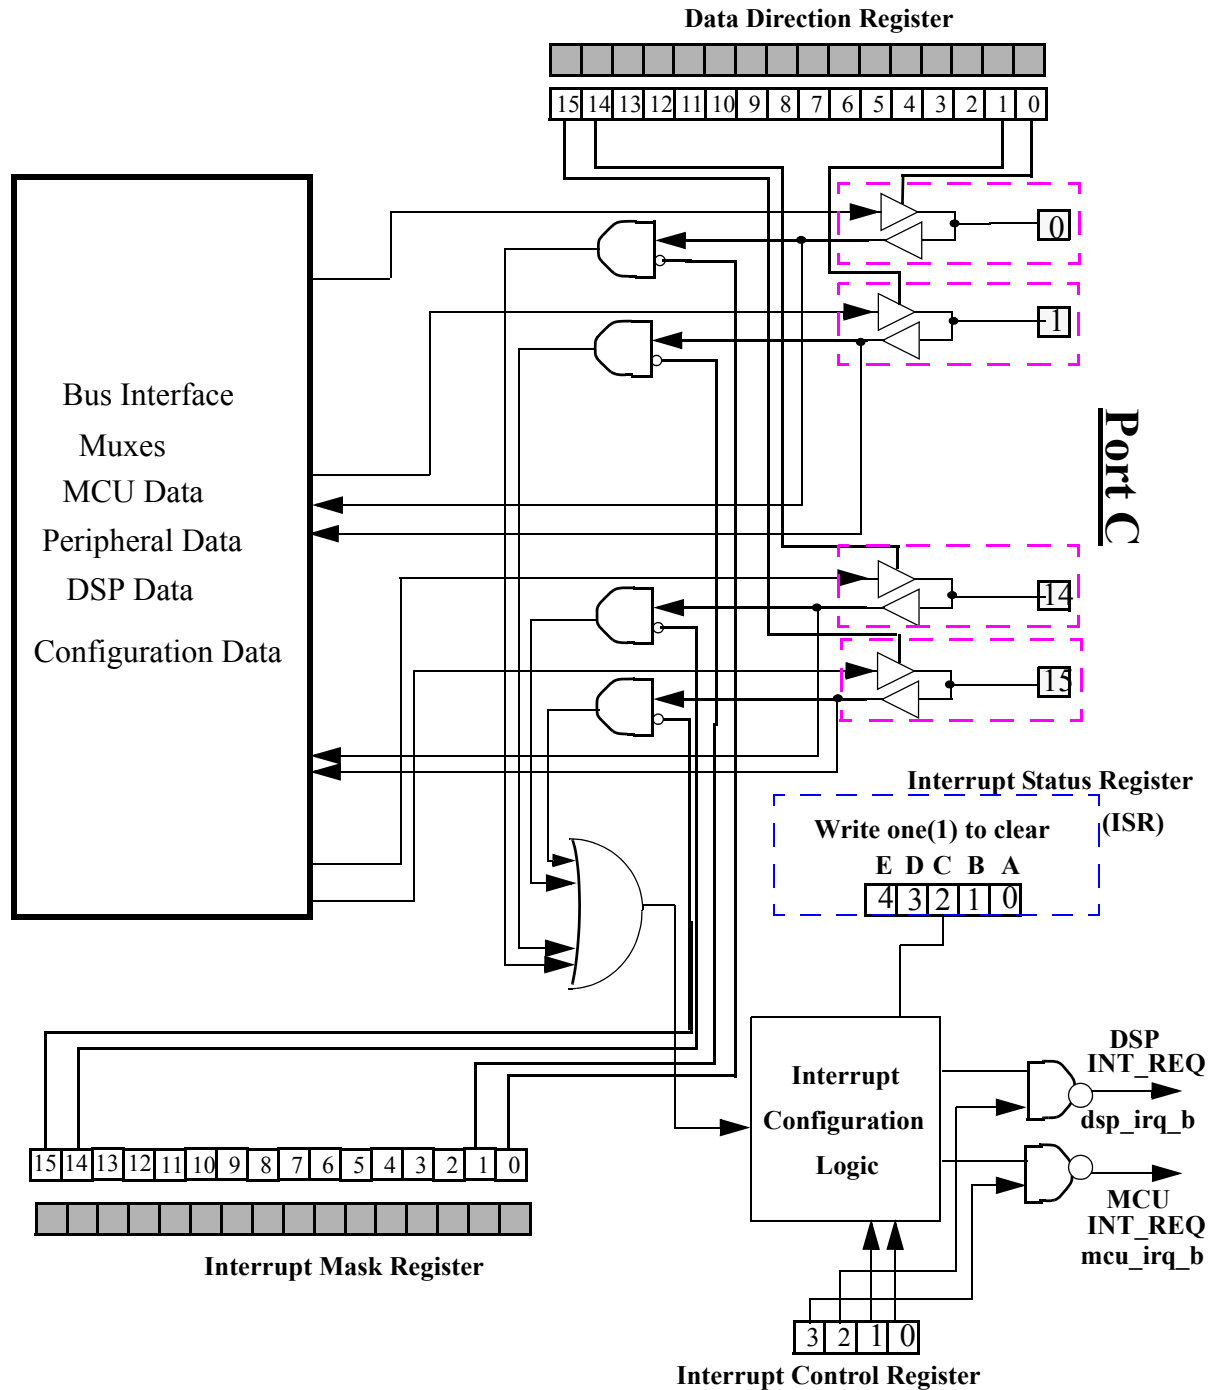 Data Direction Register
15 14 13 12 11 10 9 8 7 6 5 4 3 2 1 0
0
1
Bus Interface
Muxes
MCU Data
Peripheral Data
DSP Data
Configuration Data
Port C
14
15
Interrupt Status Register
(ISR)
Write one(1) to clear
E D C B A
4 3 2 1 0
Interrupt
Configuration
Logic
DSP
INT_REQ
dsp_irq_b
MCU
INT_REQ
mcu_irq_b
15 14 13 12 11 10 9 8 7 6 5 4 3 2 1 0
Interrupt Mask Register
3 2 1 0
Interrupt Control Register